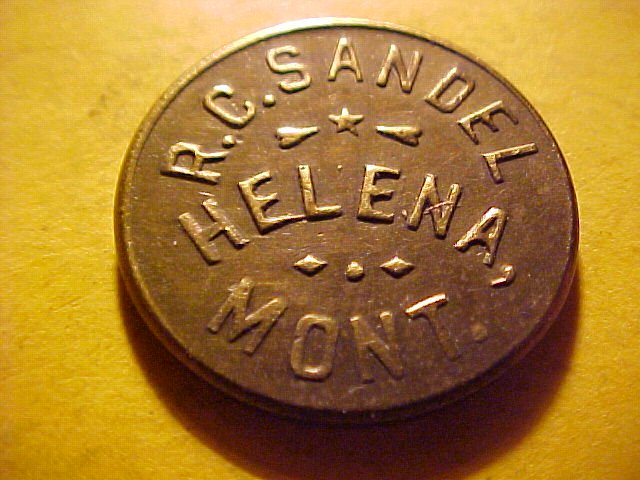 R.C. SANDEL
HELENA,
MONT.